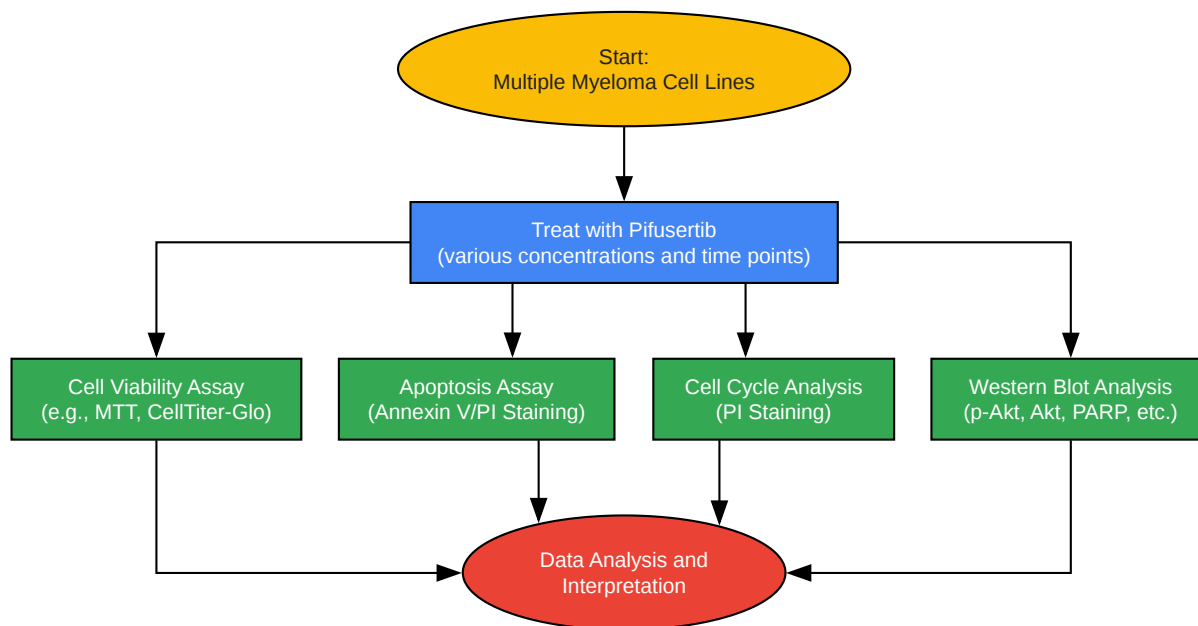 Start:
Multiple Myeloma Cell Lines
Treat with Pifusertib
(various concentrations and time points)
Cell Viability Assay
(e.g., MTT, CellTiter-Glo)
Apoptosis Assay
(Annexin V/PI Staining)
Cell Cycle Analysis
(PI Staining)
Western Blot Analysis
(p-Akt, Akt, PARP, etc.)
Data Analysis and
Interpretation